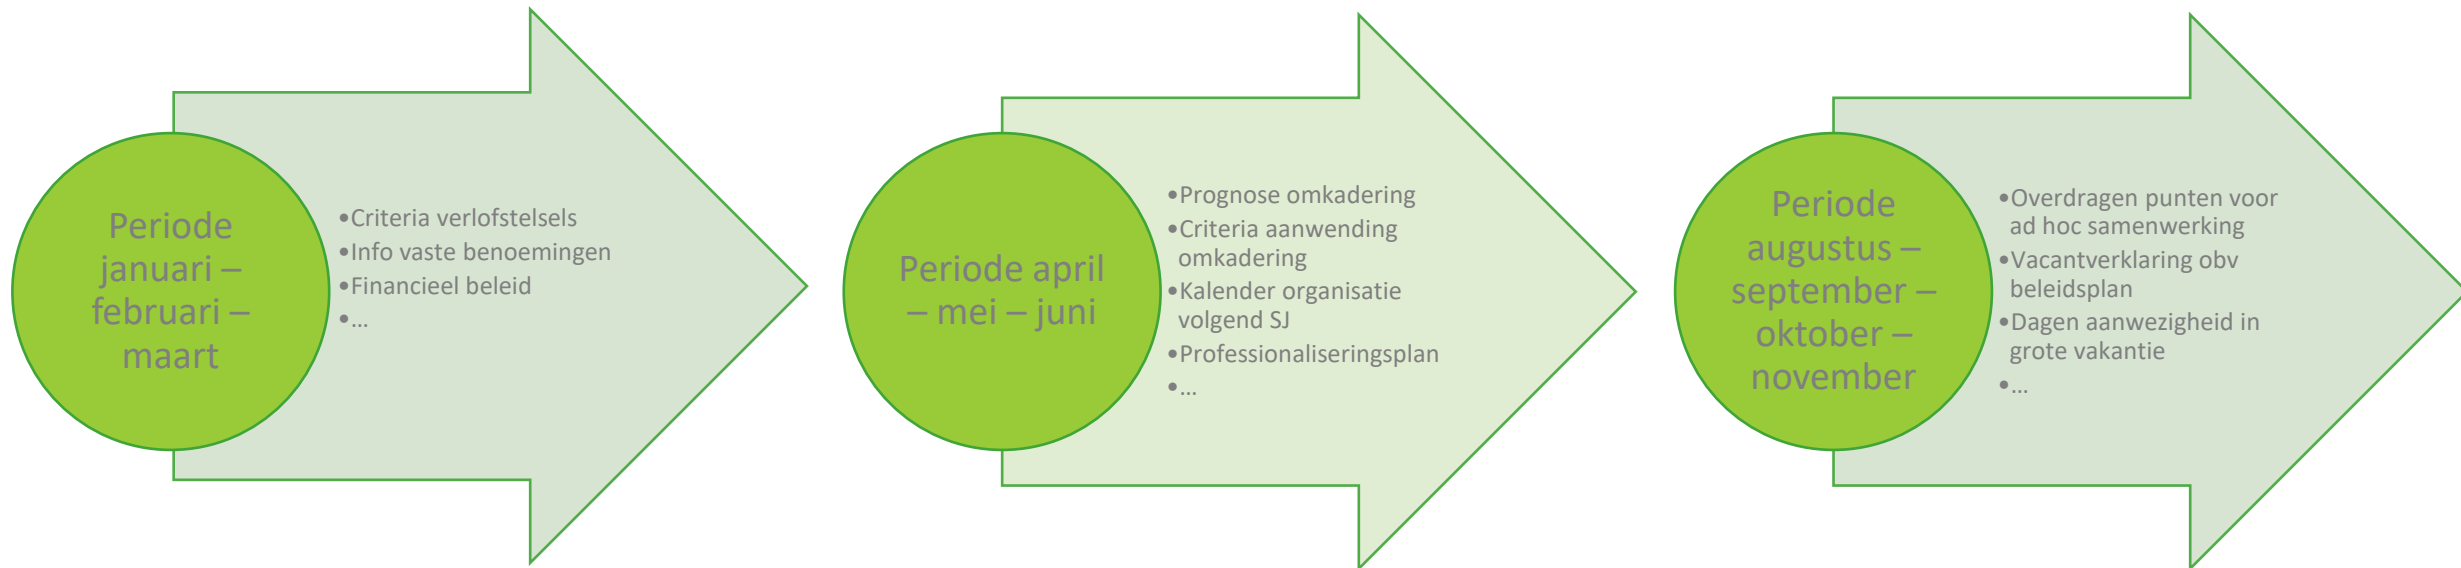 Periode
januari –
februari –
maart
•Criteria verlofstelsels
•Info vaste benoemingen
•Financieel beleid
•...
Periode april
– mei – juni
•Prognose omkadering
•Criteria aanwending
omkadering
•Kalender organisatie
volgend SJ
•Professionaliseringsplan
•...
Periode
augustus –
september –
oktober –
november
•Overdragen punten voor
ad hoc samenwerking
•Vacantverklaring obv
beleidsplan
•Dagen aanwezigheid in
grote vakantie
•...